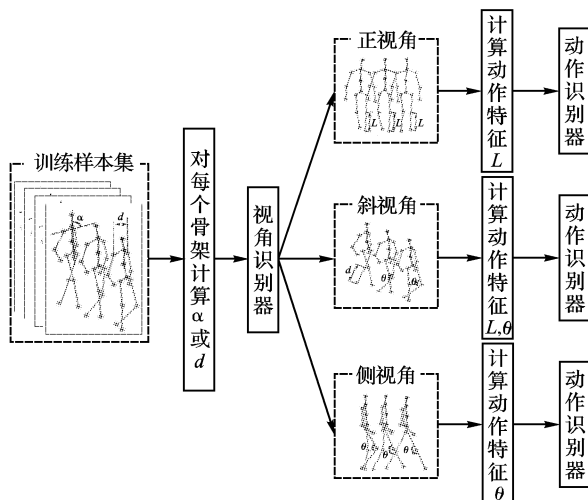 训练样本集
α
d
对每个骨架计算α或d
视角识别器
正视角
L
L
L
计算动作特征L
动作识别器
斜视角
d
θ
α
计算动作特征L,θ
动作识别器
侧视角
θ
θ
θ
计算动作特征θ
动作识别器